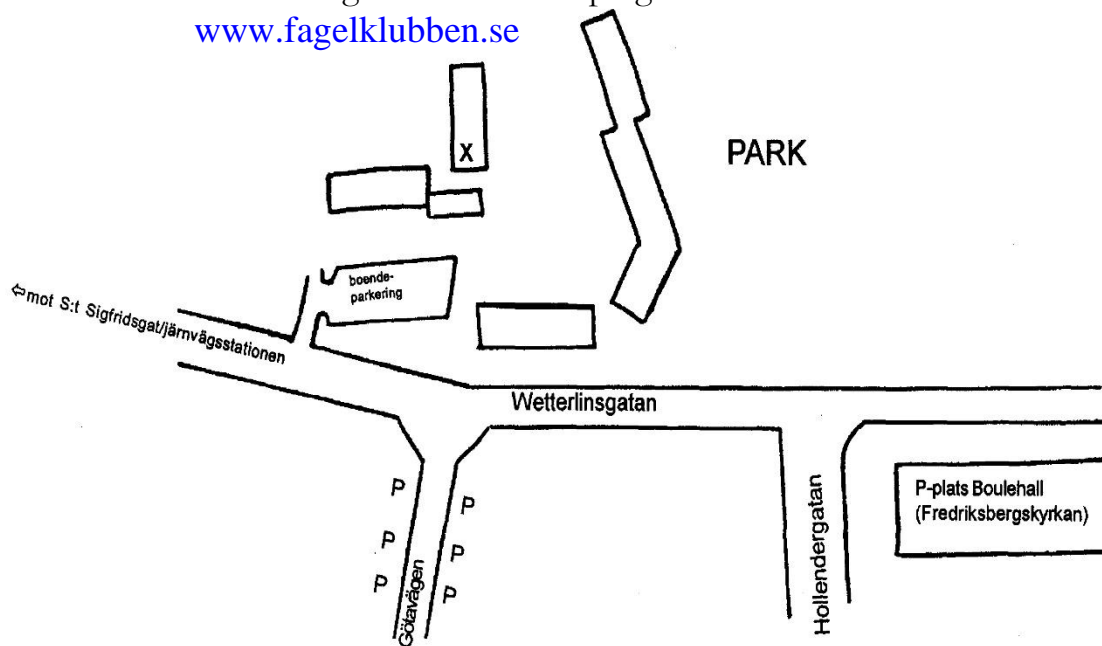 www.fagelklubben.se
X
PARK
boende-
parkering
⇦mot S:t Sigfridsgat/järnvägsstationen
Wetterlinsgatan
P-plats Boulehall
(Fredriksbergskyrkan)
P
P
P
P
P
P
Götavägen
Hollendergatan